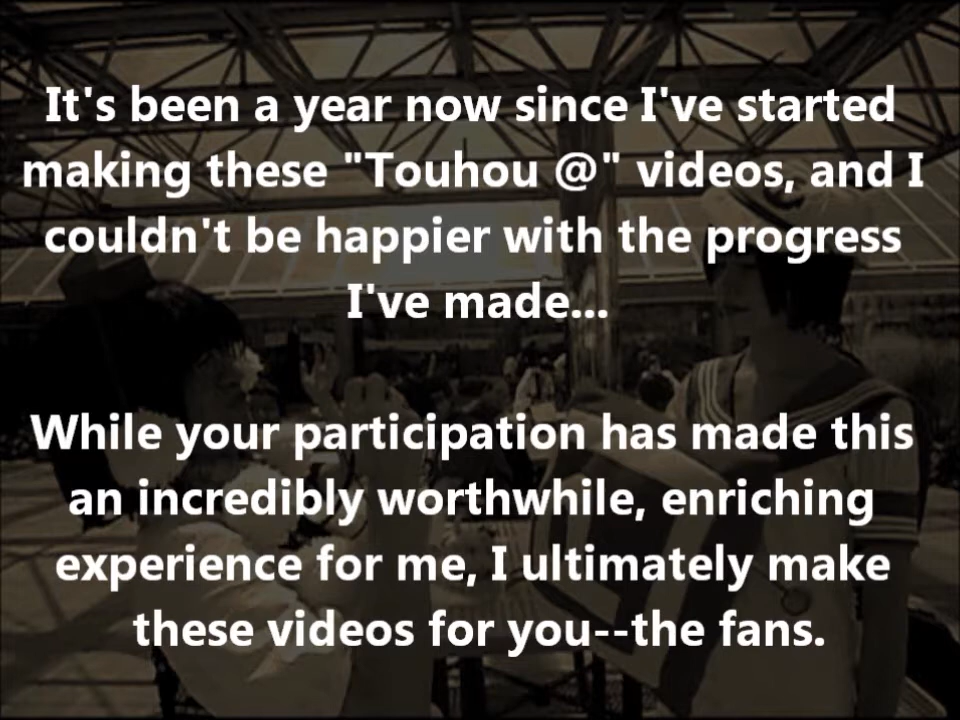 It's been a year now since I've started
making these "Touhou @" videos, and I
couldn't be happier with the progress
I've made...
While your participation has made this
an incredibly worthwhile, enriching
experience for me, I ultimately make
these videos for you--the fans.